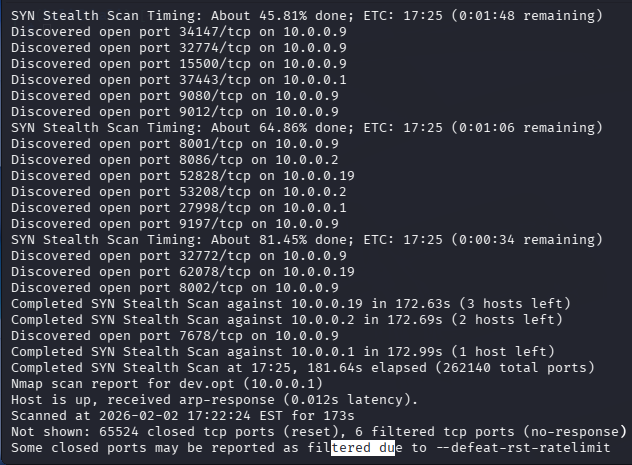 SYN Stealth Scan Timing: About 45.81% done; ETC: 17:25 (0:01:48 remaining)
Discovered open port 34147/tcp on 10.0.0.9
Discovered open port 32774/tcp on 10.0.0.9
Discovered open port 15500/tcp on 10.0.0.9
Discovered open port 37443/tcp on 10.0.0.1
Discovered open port 9080/tcp on 10.0.0.9
Discovered open port 9012/tcp on 10.0.0.9
SYN Stealth Scan Timing: About 64.86% done; ETC: 17:25 (0:01:06 remaining)
Discovered open port 8001/tcp on 10.0.0.9
Discovered open port 8086/tcp on 10.0.0.2
Discovered open port 52828/tcp on 10.0.0.19
Discovered open port 53208/tcp on 10.0.0.2
Discovered open port 27998/tcp on 10.0.0.1
Discovered open port 9197/tcp on 10.0.0.9
SYN Stealth Scan Timing: About 81.45% done; ETC: 17:25 (0:00:34 remaining)
Discovered open port 32772/tcp on 10.0.0.9
Discovered open port 62078/tcp on 10.0.0.19
Discovered open port 8002/tcp on 10.0.0.9
Completed SYN Stealth Scan against 10.0.0.19 in 172.63s (3 hosts left)
Completed SYN Stealth Scan against 10.0.0.2 in 172.69s (2 hosts left)
Discovered open port 7678/tcp on 10.0.0.9
Completed SYN Stealth Scan against 10.0.0.1 in 172.99s (1 host left)
Completed SYN Stealth Scan at 17:25, 181.64s elapsed (262140 total ports)
Nmap scan report for dev.opt (10.0.0.1)
Host is up, received arp-response (0.012s latency).
Scanned at 2026-02-02 17:22:24 EST for 173s
Not shown: 65524 closed tcp ports (reset), 6 filtered tcp ports (no-response)
Some closed ports may be reported as filtered due to --defeat-rst-ratelimit